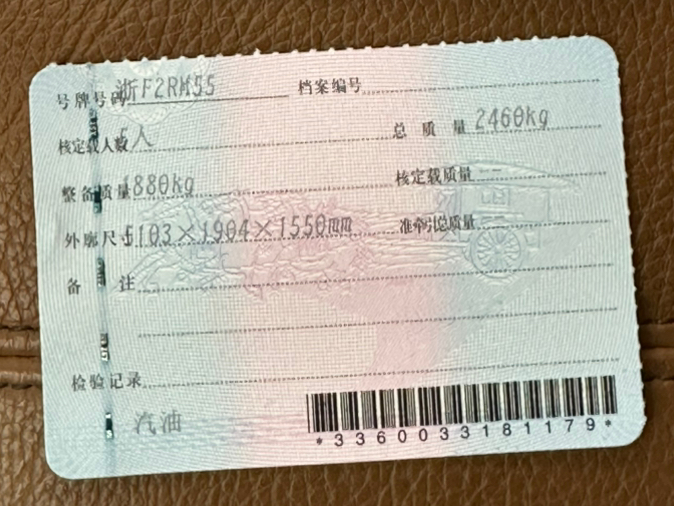 号牌号码 浙F2RM55 档案编号
核定载人数 5人 总质量 2460kg
整备质量 1880kg 核定载质量 --
外廓尺寸 5103×1904×1550mm 准牵引总质量
备注
检验记录
汽油
*3360033181179*